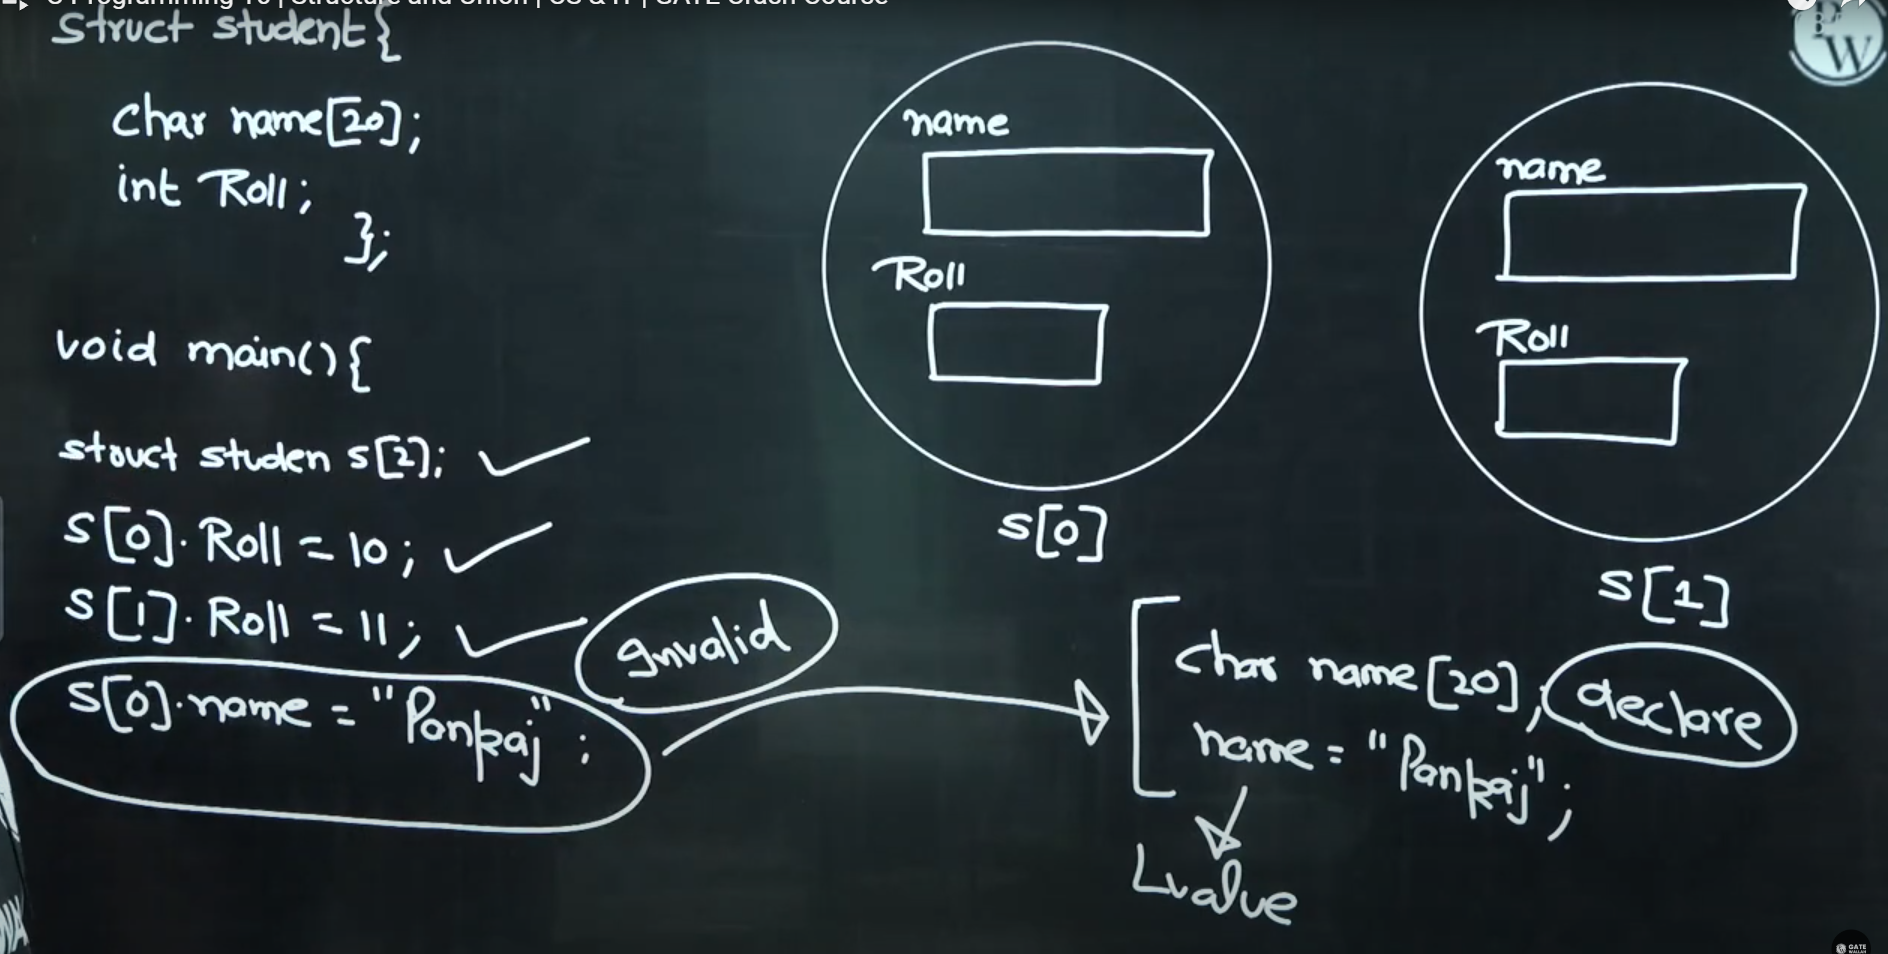 C Programming 10 | Structure and Union | CS & IT | GATE Crash Course
struct student{
char name[20];
int Roll;
};
void main(){
struct studen s[2];
s[0].Roll = 10;
s[1].Roll = 11;
s[0].name = "Pankaj";
Invalid
name
Roll
s[0]
name
Roll
s[1]
char name[20];
declare
name = "Pankaj";
Lvalue
PW
GATE
WALLAH